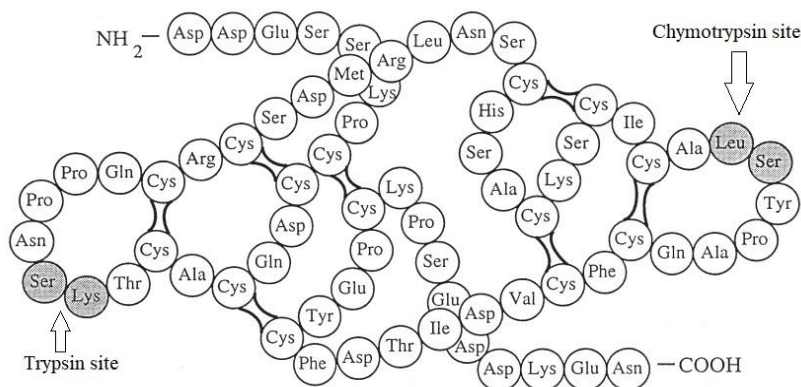 Chymotrypsin site
NH2 – Asp Asp Glu Ser Ser Lys Pro Cys Cys Asp Gln Cys Ala Cys Thr Lys Ser Asn Pro Pro Gln Cys Arg Cys Ser Asp Met Arg Leu Asn Ser Cys His Ser Ala Cys Lys Ser Cys Ile Cys Ala Leu Ser Tyr Pro Ala Gln Cys Phe Cys Val Asp Ile Thr Asp Phe Cys Tyr Glu Pro Cys Lys Pro Ser Glu Asp Asp Lys Glu Asn – COOH
Trypsin site